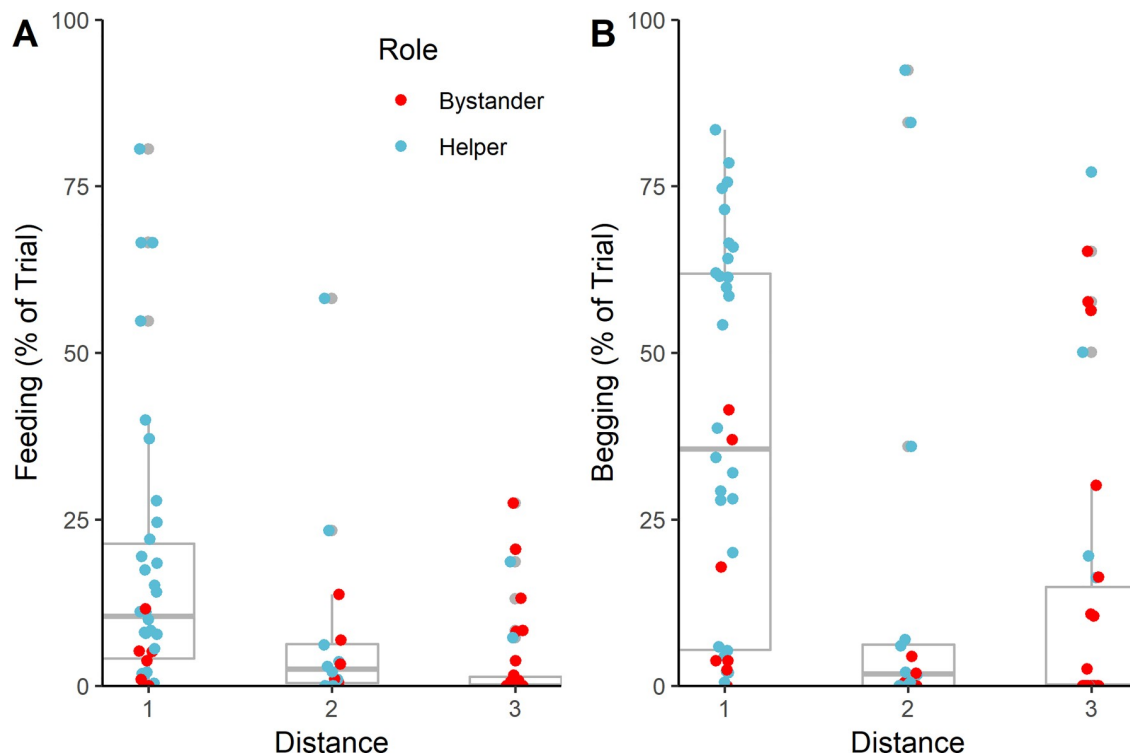 A
Feeding (% of Trial)
100
75
50
25
0
Role
Bystander
Helper
1 2 3
Distance
B
Begging (% of Trial)
100
75
50
25
0
1 2 3
Distance